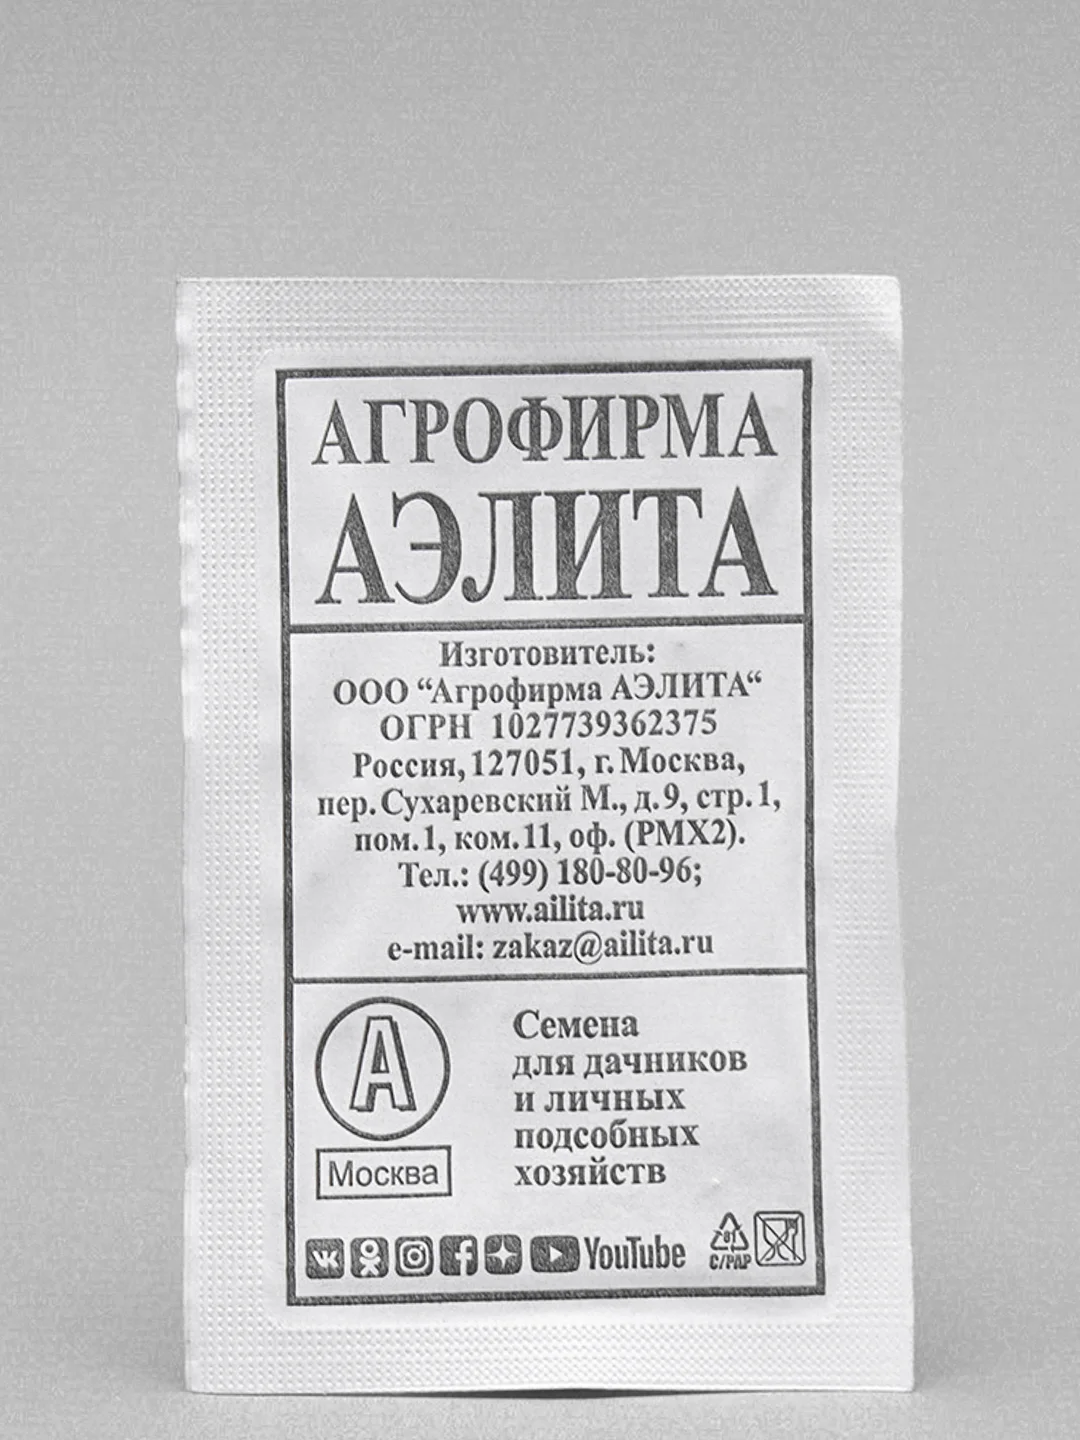 АГРОФИРМА
АЭЛИТА
Изготовитель:
ООО “Агрофирма АЭЛИТА“
ОГРН 1027739362375
Россия, 127051, г. Москва,
пер. Сухаревский М., д. 9, стр. 1,
пом. 1, ком. 11, оф. (РМХ2).
Тел.: (499) 180-80-96;
www.ailita.ru
e-mail: zakaz@ailita.ru
А
Москва
Семена
для дачников
и личных
подсобных
хозяйств
YouTube
81
C/PAP